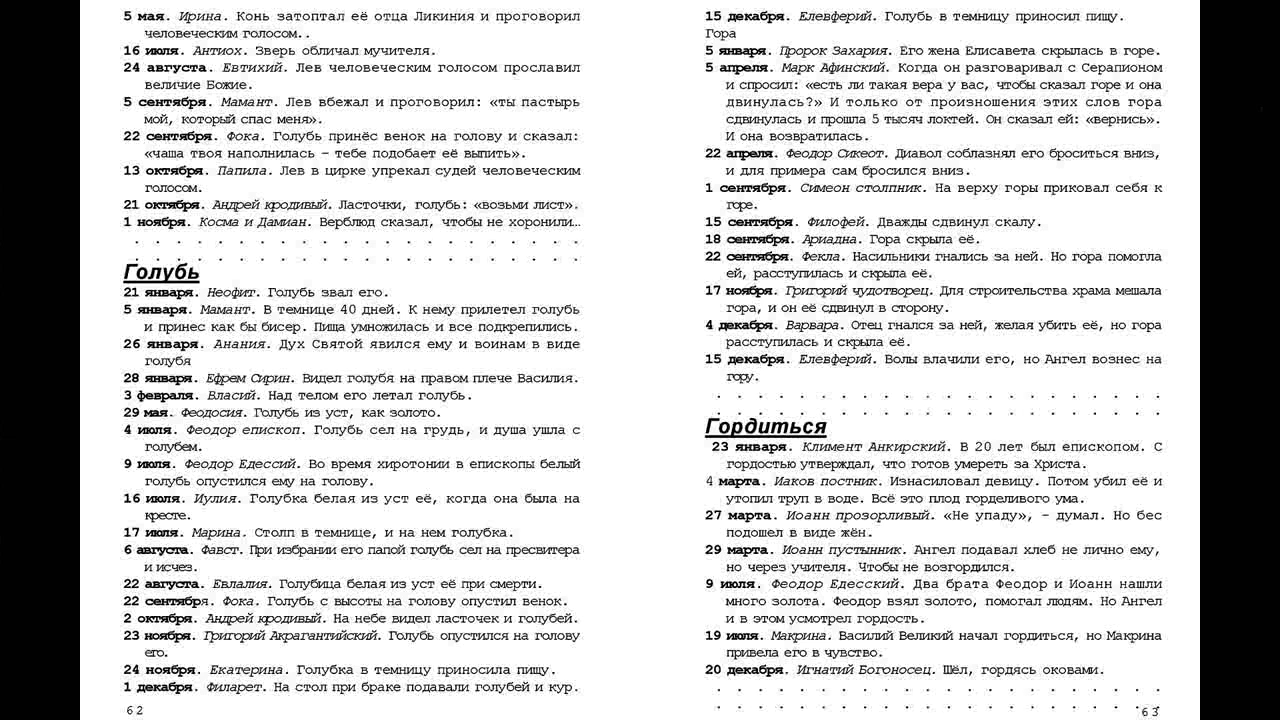 5 мая. Ирина. Конь затоптал её отца Ликиния и проговорил
человеческим голосом..
16 июля. Антиох. Зверь обличал мучителя.
24 августа. Евтихий. Лев человеческим голосом прославил
величие Божие.
5 сентября. Мамант. Лев вбежал и проговорил: «ты пастырь
мой, который спас меня».
22 сентября. Фока. Голубь принёс венок на голову и сказал:
«чаша твоя наполнилась – тебе подобает её выпить».
13 октября. Папила. Лев в цирке упрекал судей человеческим
голосом.
21 октября. Андрей юродивый. Ласточки, голубь: «возьми лист».
1 ноября. Косма и Дамиан. Верблюд сказал, чтобы не хоронили…
. . . . . . . . . . . . . . . . . . . . . .
. . . . . . . . . . . . . . . . . . . . . .
Голубь
21 января. Неофит. Голубь звал его.
5 января. Мамант. В темнице 40 дней. К нему прилетел голубь
и принес как бы бисер. Пища умножилась и все подкрепились.
26 января. Анания. Дух Святой явился ему и воинам в виде
голубя
28 января. Ефрем Сирин. Видел голубя на правом плече Василия.
3 февраля. Власий. Над телом его летал голубь.
29 мая. Феодосия. Голубь из уст, как золото.
4 июля. Феодор епископ. Голубь сел на грудь, и душа ушла с
голубем.
9 июля. Феодор Едессий. Во время хиротонии в епископы белый
голубь опустился ему на голову.
16 июля. Иулия. Голубка белая из уст её, когда она была на
кресте.
17 июля. Марина. Столп в темнице, и на нем голубка.
6 августа. Фавст. При избрании его папой голубь сел на пресвитера
и исчез.
22 августа. Евлалия. Голубица белая из уст её при смерти.
22 сентября. Фока. Голубь с высоты на голову опустил венок.
2 октября. Андрей юродивый. На небе видел ласточек и голубей.
23 ноября. Григорий Акрагантийский. Голубь опустился на голову
его.
24 ноября. Екатерина. Голубка в темницу приносила пищу.
1 декабря. Филарет. На стол при браке подавали голубей и кур.
62
15 декабря. Елевферий. Голубь в темницу приносил пищу.
Гора
5 января. Пророк Захария. Его жена Елисавета скрылась в горе.
5 апреля. Марк Афинский. Когда он разговаривал с Серапионом
и спросил: «есть ли такая вера у вас, чтобы сказал горе и она
двинулась?» И только от произношения этих слов гора
сдвинулась и прошла 5 тысяч локтей. Он сказал ей: «вернись».
И она возвратилась.
22 апреля. Феодор Сикеот. Диавол соблазнял его броситься вниз,
и для примера сам бросился вниз.
1 сентября. Симеон столпник. На верху горы приковал себя к
горе.
15 сентября. Филофей. Дважды сдвинул скалу.
18 сентября. Ариадна. Гора скрыла её.
22 сентября. Фекла. Насильники гнались за ней. Но гора помогла
ей, расступилась и скрыла её.
17 ноября. Григорий чудотворец. Для строительства храма мешала
гора, и он её сдвинул в сторону.
4 декабря. Варвара. Отец гнался за ней, желая убить её, но гора
расступилась и скрыла её.
15 декабря. Елевферий. Волы влачили его, но Ангел вознес на
гору.
. . . . . . . . . . . . . . . . . . . . . .
. . . . . . . . . . . . . . . . . . . . . .
Гордиться
23 января. Климент Анкирский. В 20 лет был епископом. С
гордостью утверждал, что готов умереть за Христа.
4 марта. Иаков постник. Изнасиловал девицу. Потом убил её и
утопил труп в воде. Всё это плод горделивого ума.
27 марта. Иоанн прозорливый. «Не упаду», – думал. Но бес
подошел в виде жён.
29 марта. Иоанн пустынник. Ангел подавал хлеб не лично ему,
но через учителя. Чтобы не возгордился.
9 июля. Феодор Едесский. Два брата Феодор и Иоанн нашли
много золота. Феодор взял золото, помогал людям. Но Ангел
и в этом усмотрел гордость.
19 июля. Макрина. Василий Великий начал гордиться, но Макрина
привела его в чувство.
20 декабря. Игнатий Богоносец. Шёл, гордясь оковами.
. . . . . . . . . . . . . . . . . . . . . .
. . . . . . . . . . . . . . . . . . . . . .
63